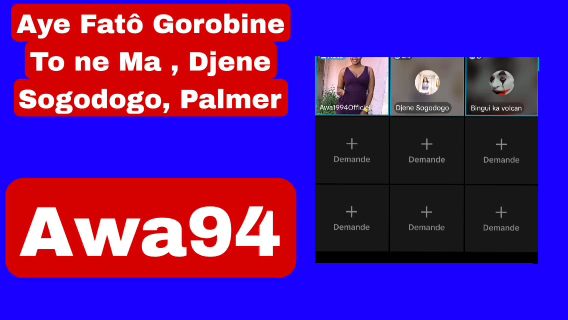 Aye Fatô Gorobine
To ne Ma , Djene
Sogodogo, Palmer
Awa94
Awa1994Officiel
Djene Sogodogo
Bingui ka volcan
Demande
Demande
Demande
Demande
Demande
Demande